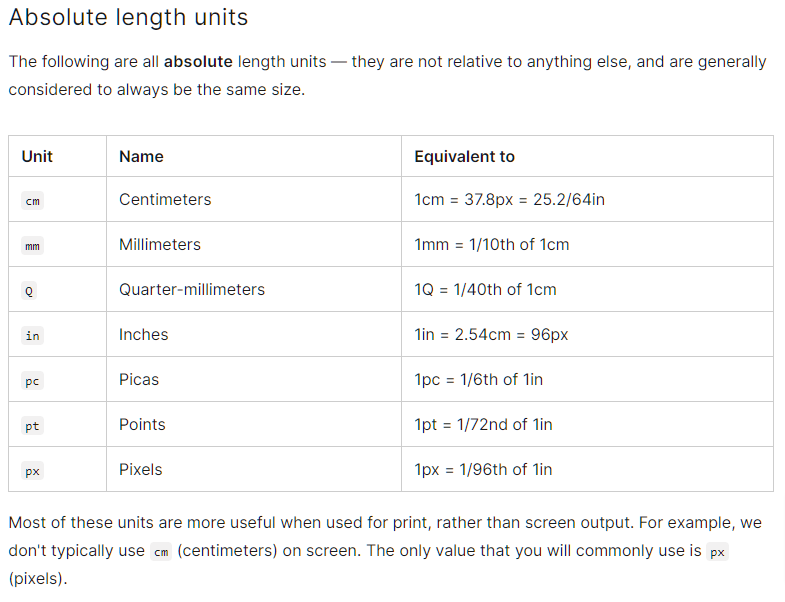 Absolute length units
The following are all absolute length units — they are not relative to anything else, and are generally
considered to always be the same size.
Unit Name Equivalent to
cm Centimeters 1cm = 37.8px = 25.2/64in
mm Millimeters 1mm = 1/10th of 1cm
Q Quarter-millimeters 1Q = 1/40th of 1cm
in Inches 1in = 2.54cm = 96px
pc Picas 1pc = 1/6th of 1in
pt Points 1pt = 1/72nd of 1in
px Pixels 1px = 1/96th of 1in
Most of these units are more useful when used for print, rather than screen output. For example, we
don't typically use cm (centimeters) on screen. The only value that you will commonly use is px
(pixels).